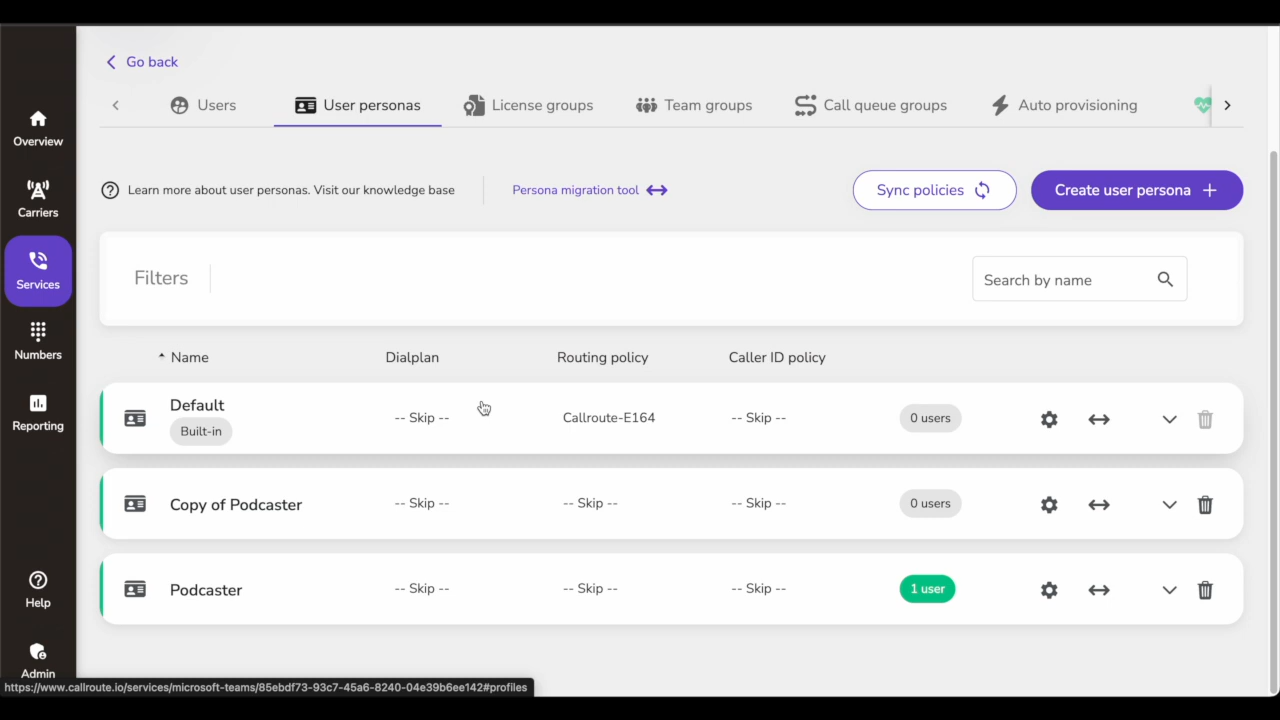 Go back
Users
User personas
License groups
Team groups
Call queue groups
Auto provisioning
Overview
Carriers
Services
Numbers
Reporting
Help
Admin
Learn more about user personas. Visit our knowledge base
Persona migration tool
Sync policies
Create user persona
Filters
Search by name
Name
Dialplan
Routing policy
Caller ID policy
Default
Built-in
-- Skip --
Callroute-E164
-- Skip --
0 users
Copy of Podcaster
-- Skip --
-- Skip --
-- Skip --
0 users
Podcaster
-- Skip --
-- Skip --
-- Skip --
1 user
https://www.callroute.io/services/microsoft-teams/85ebdf73-93c7-45a6-8240-04e39b6ee142#profiles